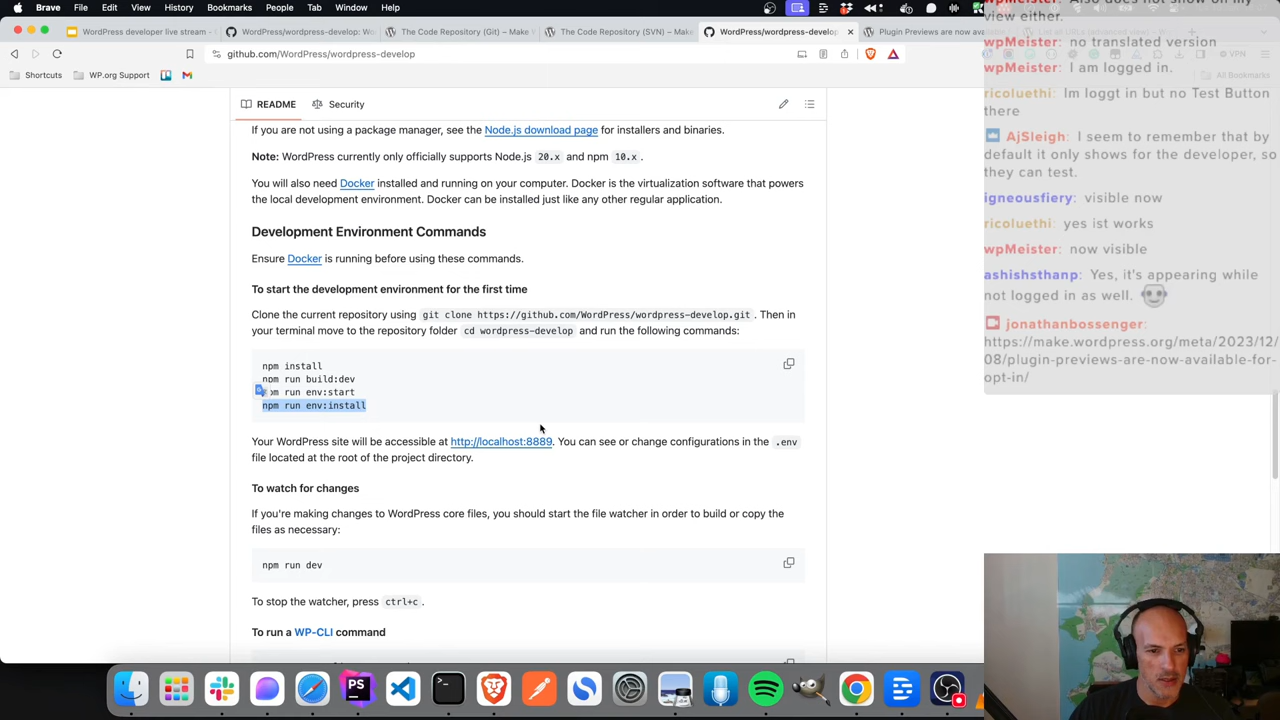 Brave File Edit View History Bookmarks People Tab Window Help
WordPress developer live stream -
WordPress/wordpress-develop: Wo
The Code Repository (Git) – Make
The Code Repository (SVN) – Make
WordPress/wordpress-develop
Plugin Previews are now ava
github.com/WordPress/wordpress-develop
VPN
Shortcuts
WP.org Support
All Bookmarks
README
Security
If you are not using a package manager, see the Node.js download page for installers and binaries.
Note: WordPress currently only officially supports Node.js 20.x and npm 10.x.
You will also need Docker installed and running on your computer. Docker is the virtualization software that powers
the local development environment. Docker can be installed just like any other regular application.
Development Environment Commands
Ensure Docker is running before using these commands.
To start the development environment for the first time
Clone the current repository using git clone https://github.com/WordPress/wordpress-develop.git. Then in
your terminal move to the repository folder cd wordpress-develop and run the following commands:
npm install
npm run build:dev
pm run env:start
npm run env:install
Your WordPress site will be accessible at http://localhost:8889. You can see or change configurations in the .env
file located at the root of the project directory.
To watch for changes
If you're making changes to WordPress core files, you should start the file watcher in order to build or copy the
files as necessary:
npm run dev
To stop the watcher, press ctrl+c.
To run a WP-CLI command
view either.
wpMeister: no translated version
wpMeister: I am logged in.
ricoluethi: Im loggt in but no Test Button
there
AjSleigh: I seem to remember that by
default it only shows for the developer, so
they can test.
igneousfiery: visible now
ricoluethi: yes ist works
wpMeister: now visible
ashishsthanp: Yes, it's appearing while
not logged in as well.
jonathanbossenger:
https://make.wordpress.org/meta/2023/12/
08/plugin-previews-are-now-available-for-
opt-in/